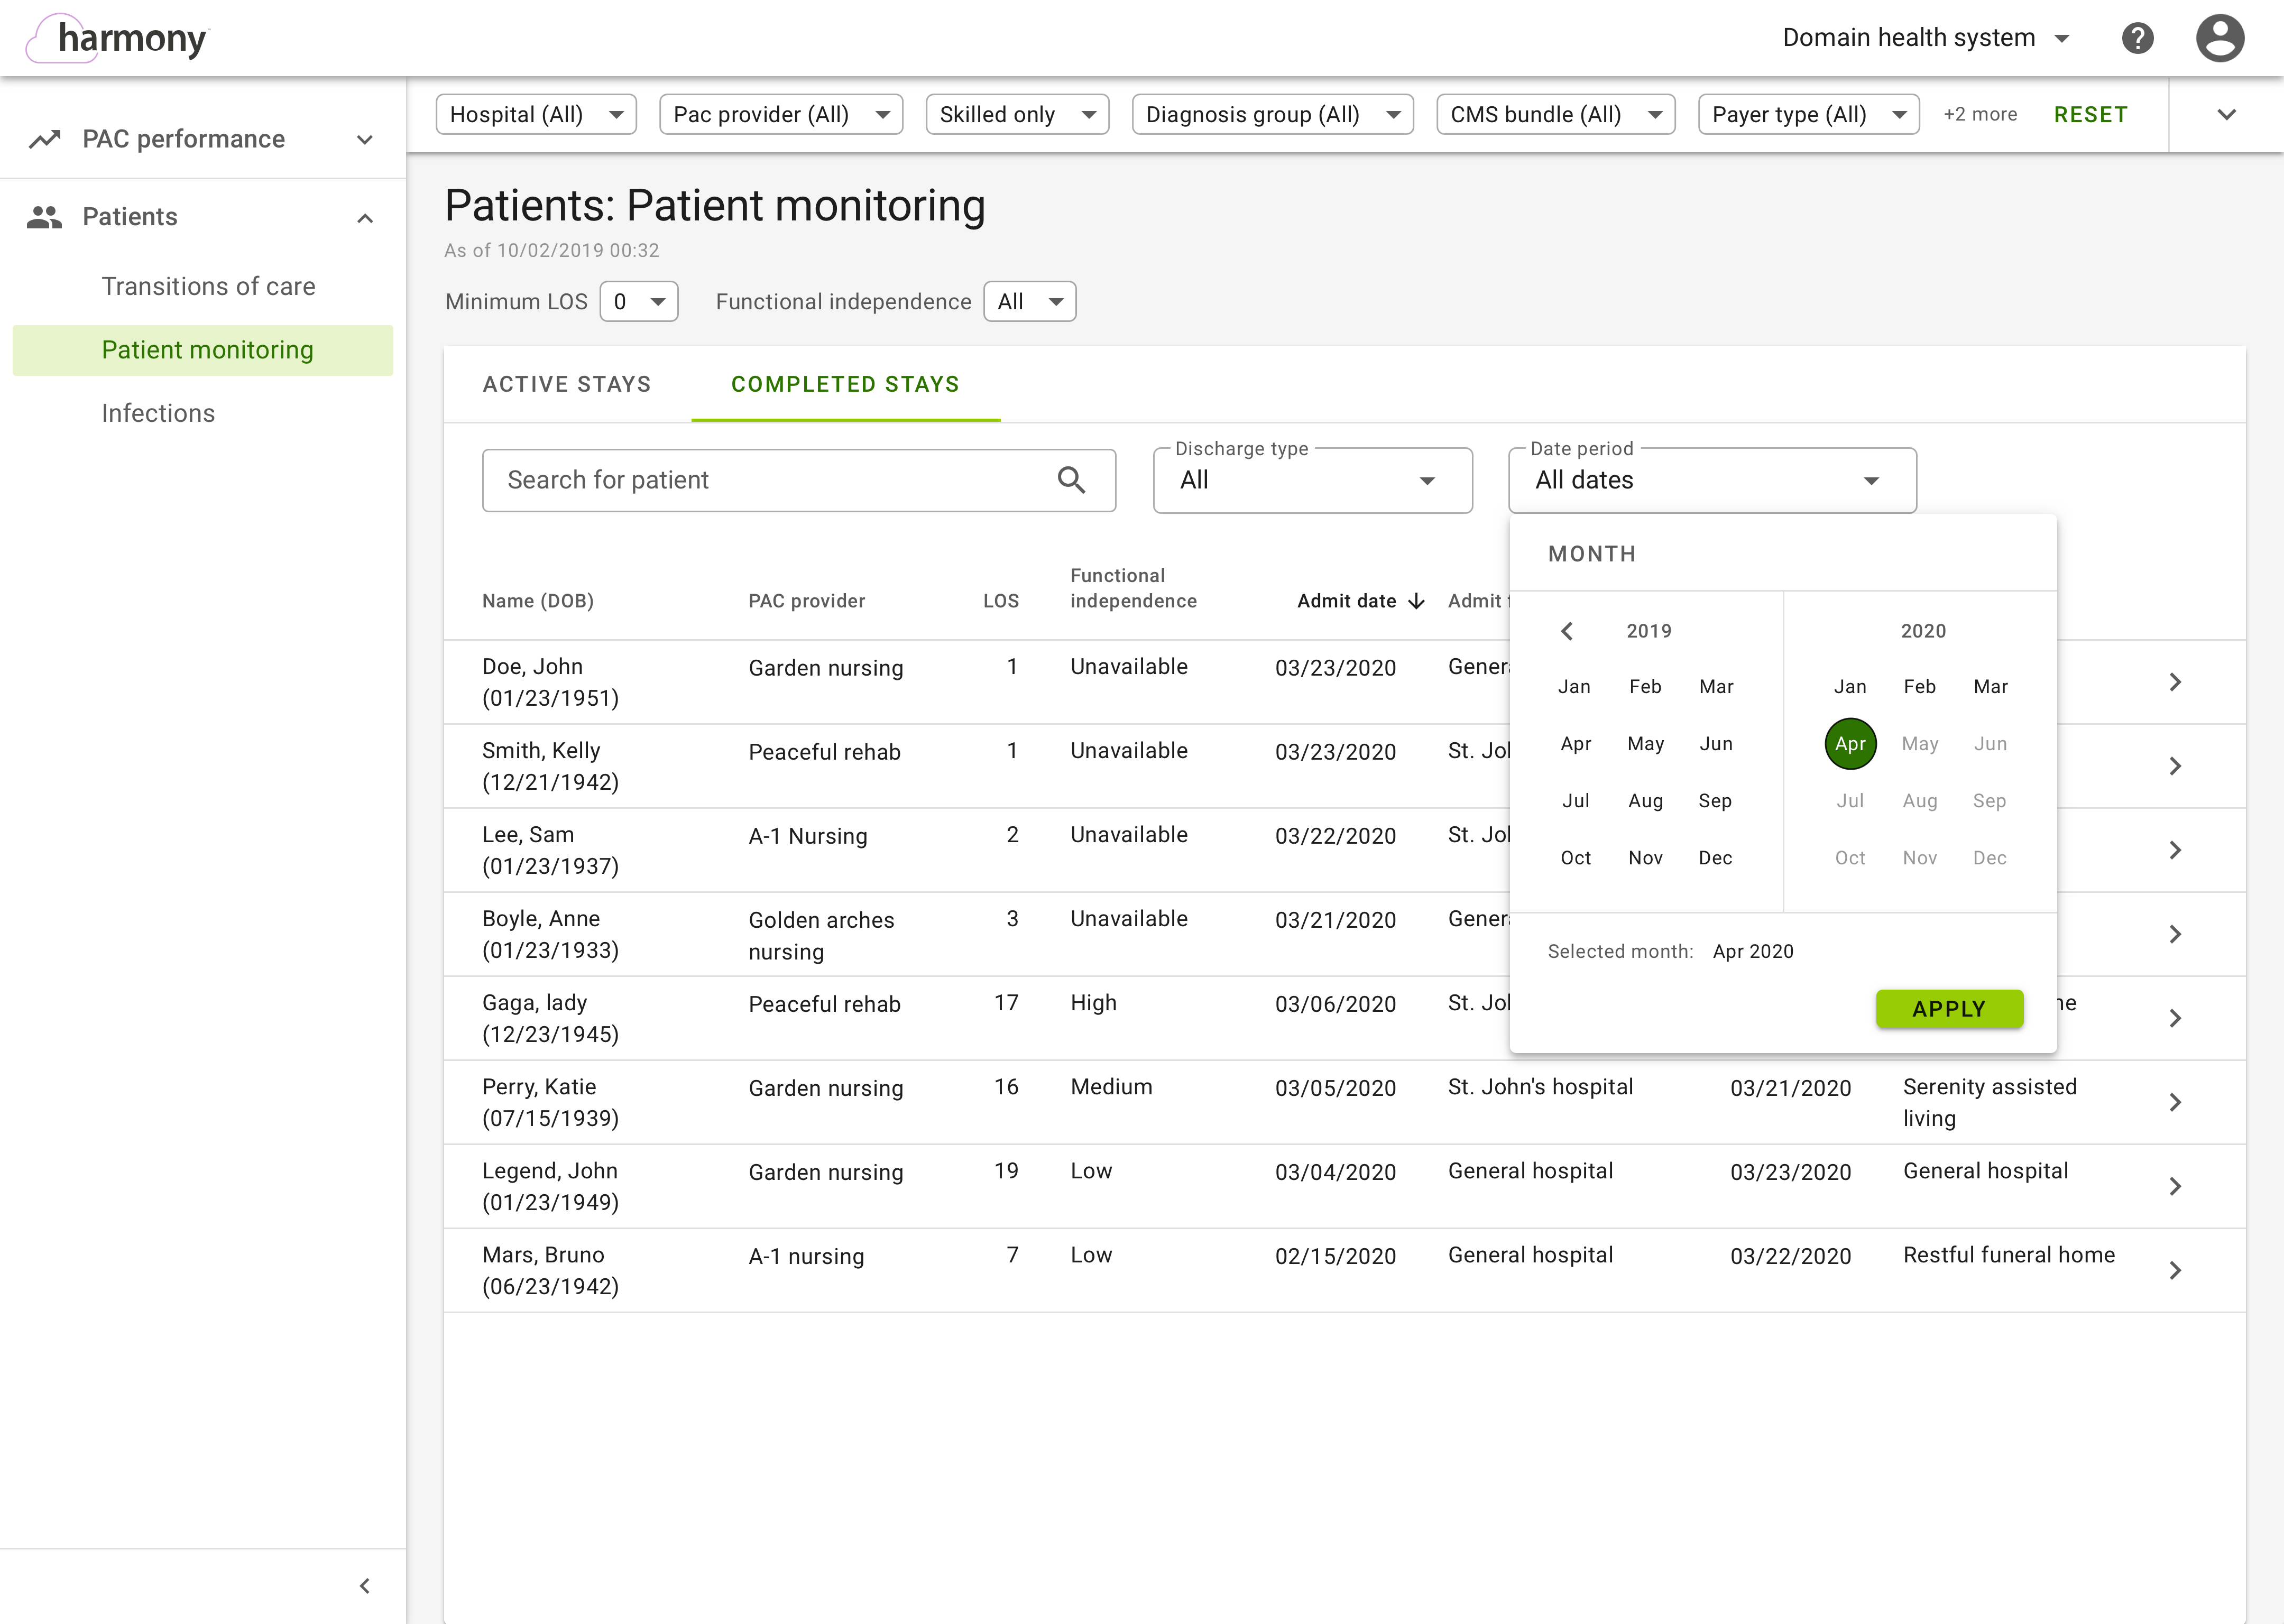 harmony
Domain health system
?
PAC performance
Patients
Transitions of care
Patient monitoring
Infections
Hospital (All)
Pac provider (All)
Skilled only
Diagnosis group (All)
CMS bundle (All)
Payer type (All)
+2 more
RESET
Patients: Patient monitoring
As of 10/02/2019 00:32
Minimum LOS 0
Functional independence All
ACTIVE STAYS
COMPLETED STAYS
Search for patient
Discharge type
All
Date period
All dates
Name (DOB)
PAC provider
LOS
Functional
independence
Admit date
Admit
Doe, John
(01/23/1951)
Garden nursing
1
Unavailable
03/23/2020
Smith, Kelly
(12/21/1942)
Peaceful rehab
1
Unavailable
03/23/2020
St.
Lee, Sam
(01/23/1937)
A-1 Nursing
2
Unavailable
03/22/2020
St.
Boyle, Anne
(01/23/1933)
Golden arches
nursing
3
Unavailable
03/21/2020
Gaga, lady
(12/23/1945)
Peaceful rehab
17
High
03/06/2020
St.
Perry, Katie
(07/15/1939)
Garden nursing
16
Medium
03/05/2020
St. John's hospital
03/21/2020
Serenity assisted
living
Legend, John
(01/23/1949)
Garden nursing
19
Low
03/04/2020
General hospital
03/23/2020
General hospital
Mars, Bruno
(06/23/1942)
A-1 nursing
7
Low
02/15/2020
General hospital
03/22/2020
Restful funeral home
MONTH
2019
Jan Feb Mar
Apr May Jun
Jul Aug Sep
Oct Nov Dec
2020
Jan Feb Mar
Apr May Jun
Jul Aug Sep
Oct Nov Dec
Selected month: Apr 2020
APPLY